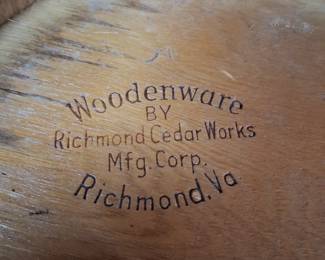 Woodenware
BY
Richmond Cedar Works
Mfg. Corp.
Richmond. Va